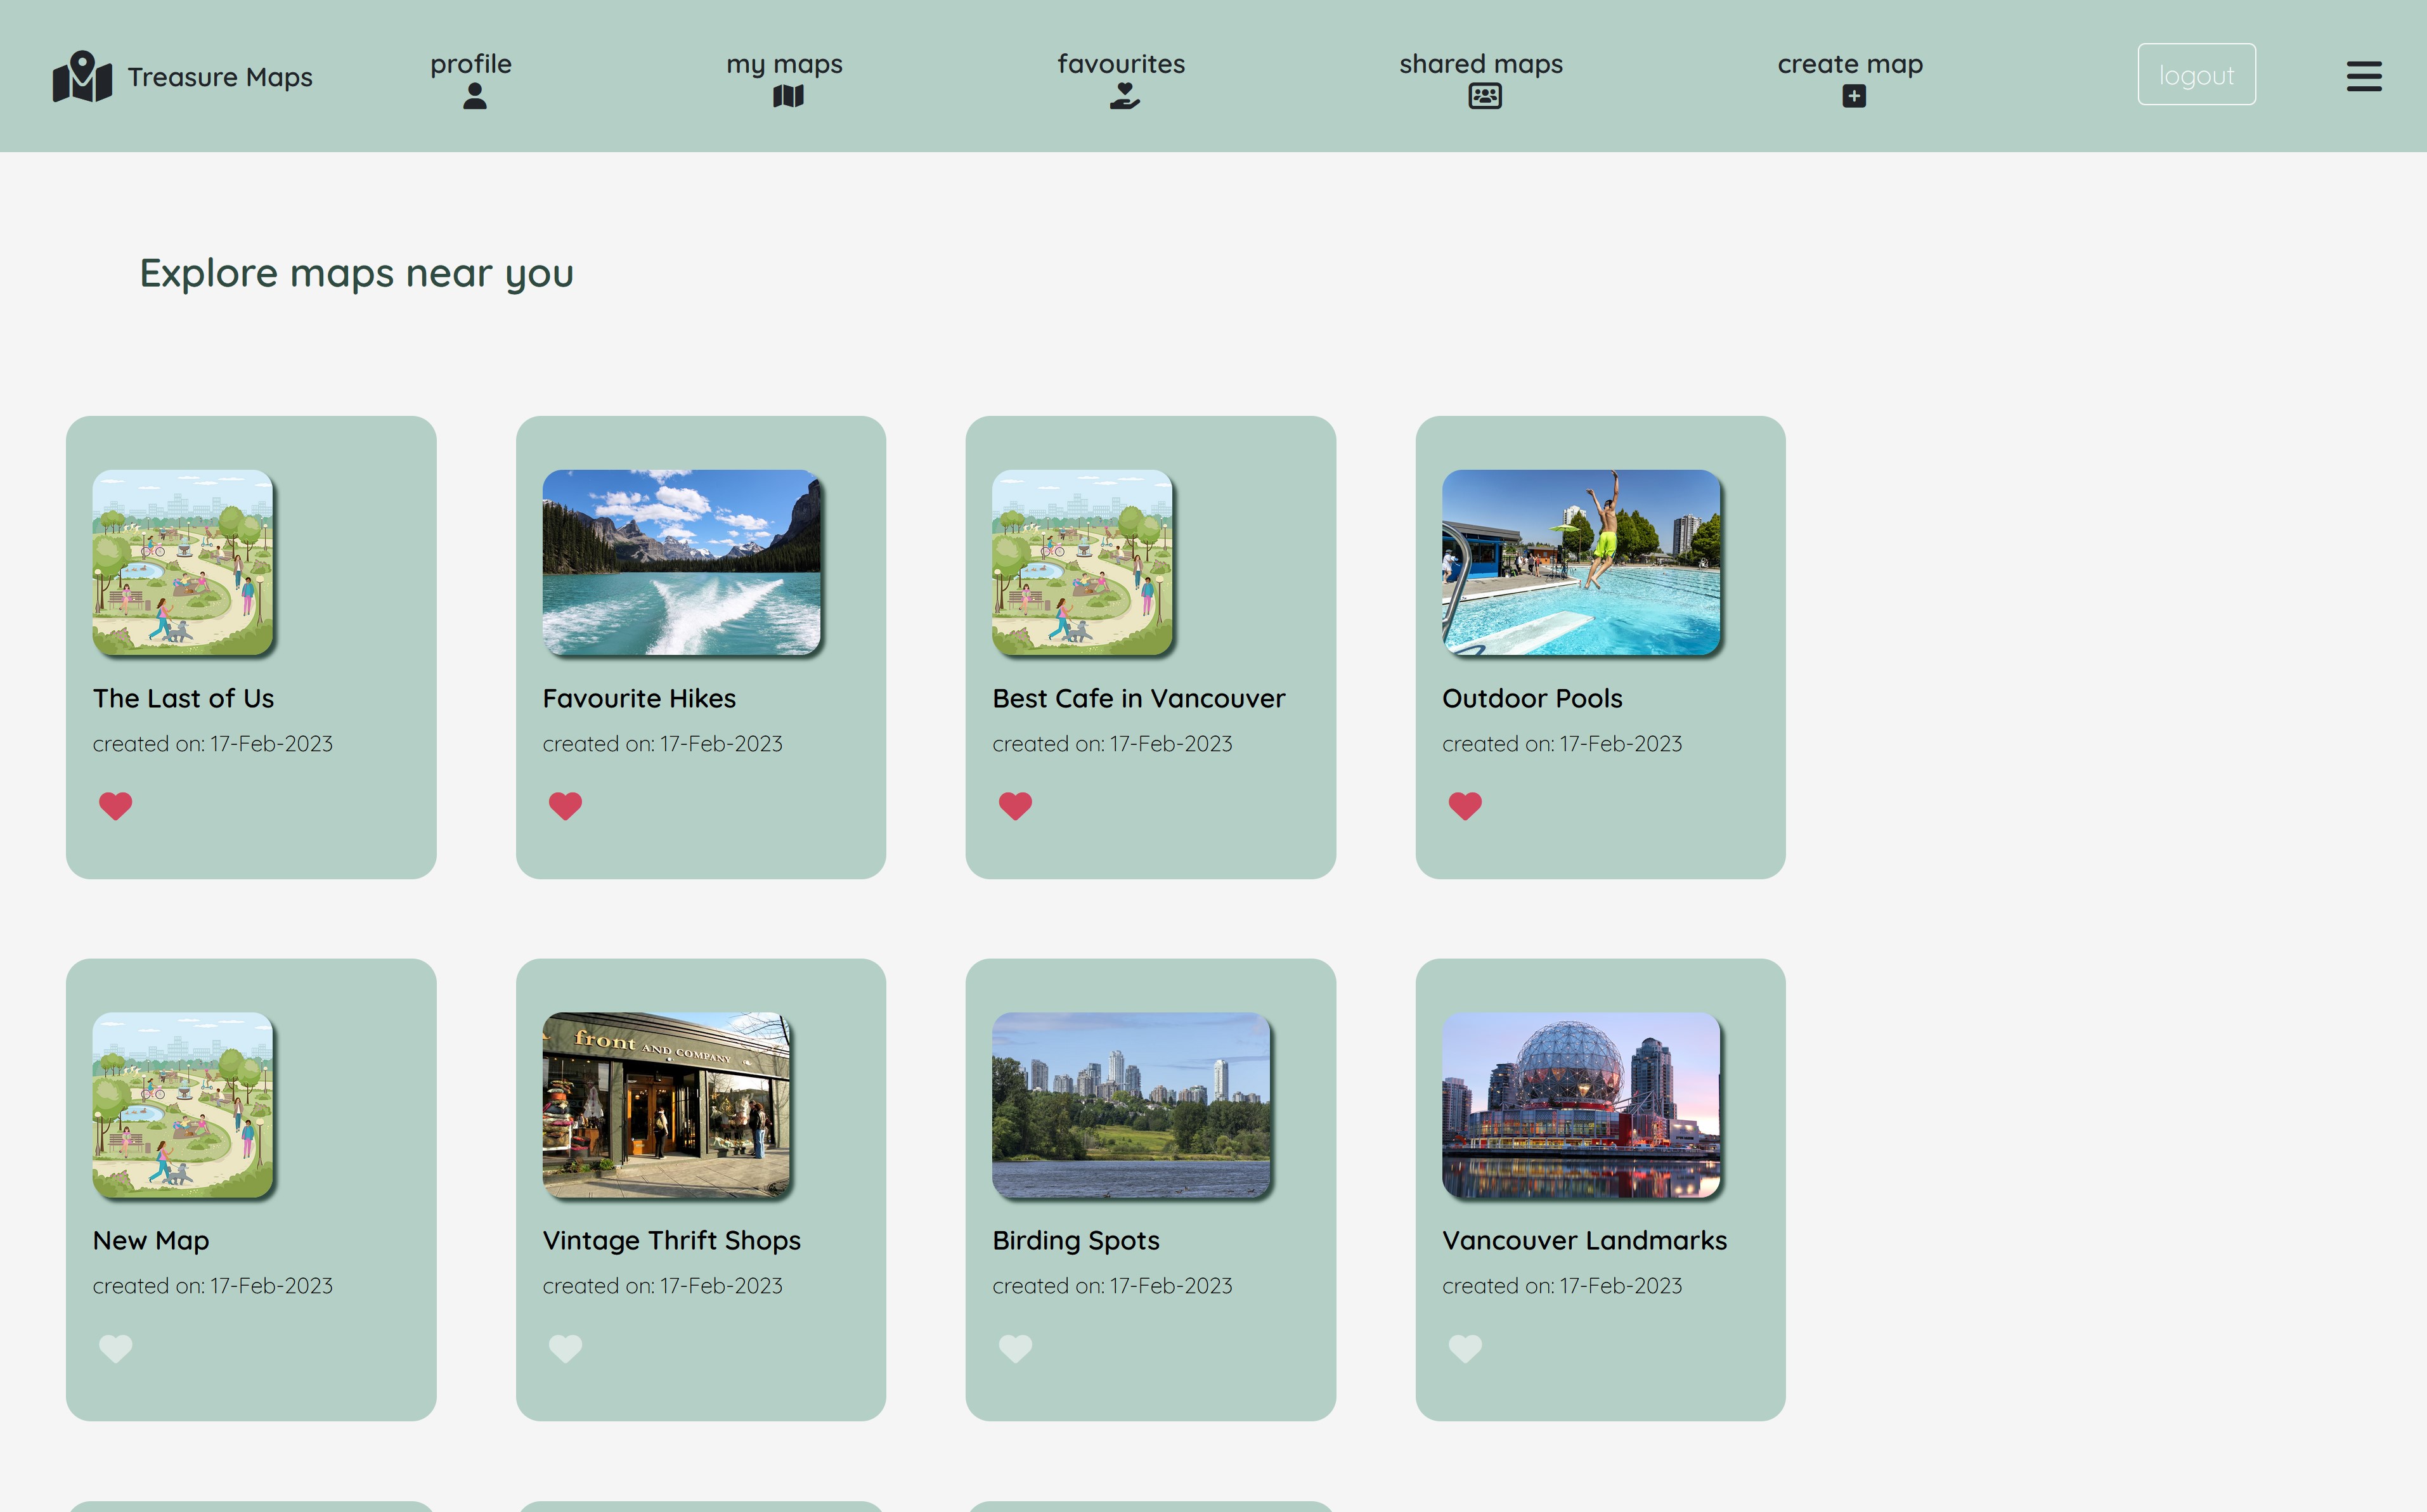 Treasure Maps
profile
my maps
favourites
shared maps
create map
logout
Explore maps near you
The Last of Us
created on: 17-Feb-2023
Favourite Hikes
created on: 17-Feb-2023
Best Cafe in Vancouver
created on: 17-Feb-2023
Outdoor Pools
created on: 17-Feb-2023
front AND COMPANY
New Map
created on: 17-Feb-2023
Vintage Thrift Shops
created on: 17-Feb-2023
Birding Spots
created on: 17-Feb-2023
Vancouver Landmarks
created on: 17-Feb-2023